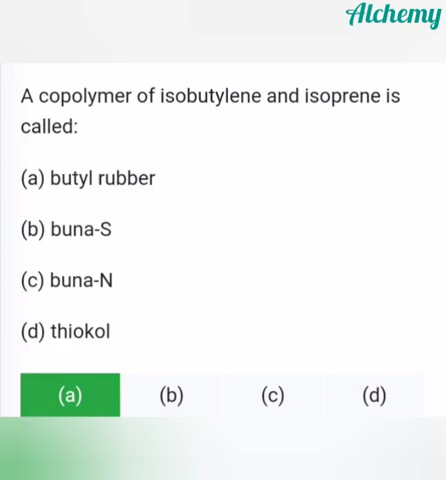 Alchemy
A copolymer of isobutylene and isoprene is
called:
(a) butyl rubber
(b) buna-S
(c) buna-N
(d) thiokol
(a) (b) (c) (d)